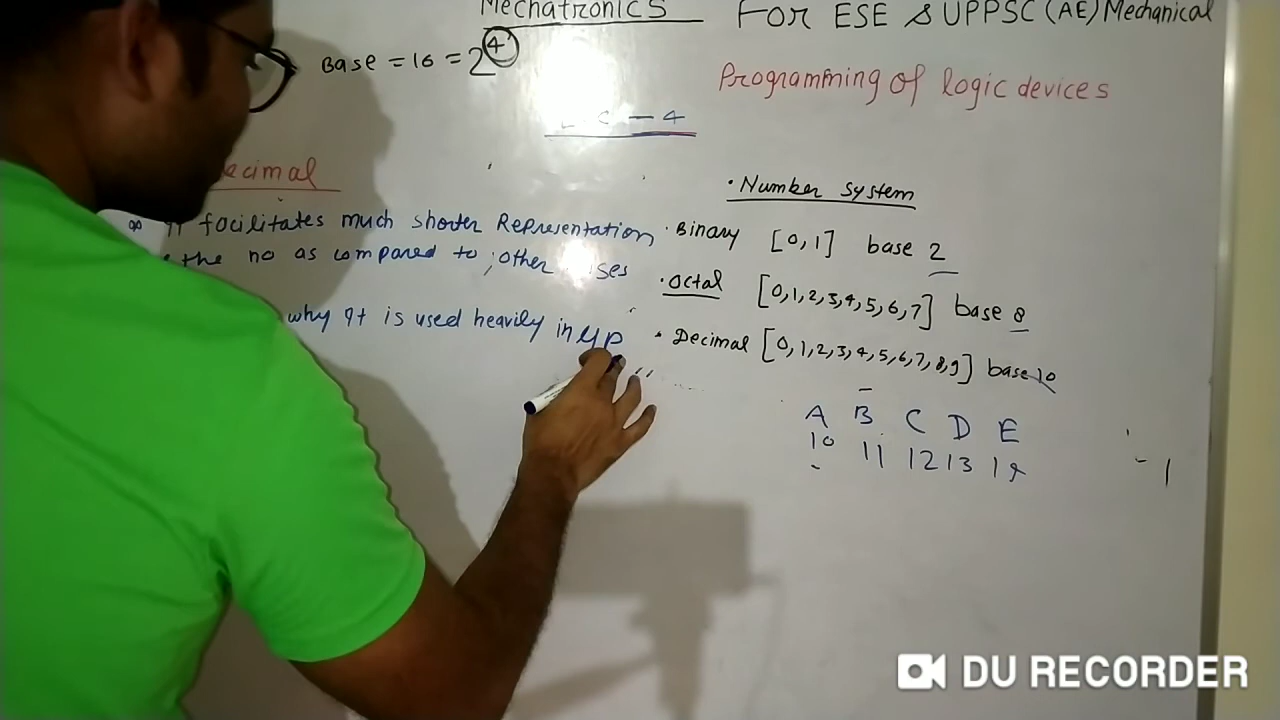 Mechatronics For ESE & UPPSC (AE) Mechanical
Base = 16 = 2^4
Programming of logic devices
- 4
ecimal
• Number System
It facilitates much shorter Representation
the no as compared to other
why It is used heavily in μp
• Binary [0,1] base 2
• Octal [0,1,2,3,4,5,6,7] base 8
• Decimal [0,1,2,3,4,5,6,7,8,9] base 10
A B C D E
10 11 12 13 14
DU RECORDER